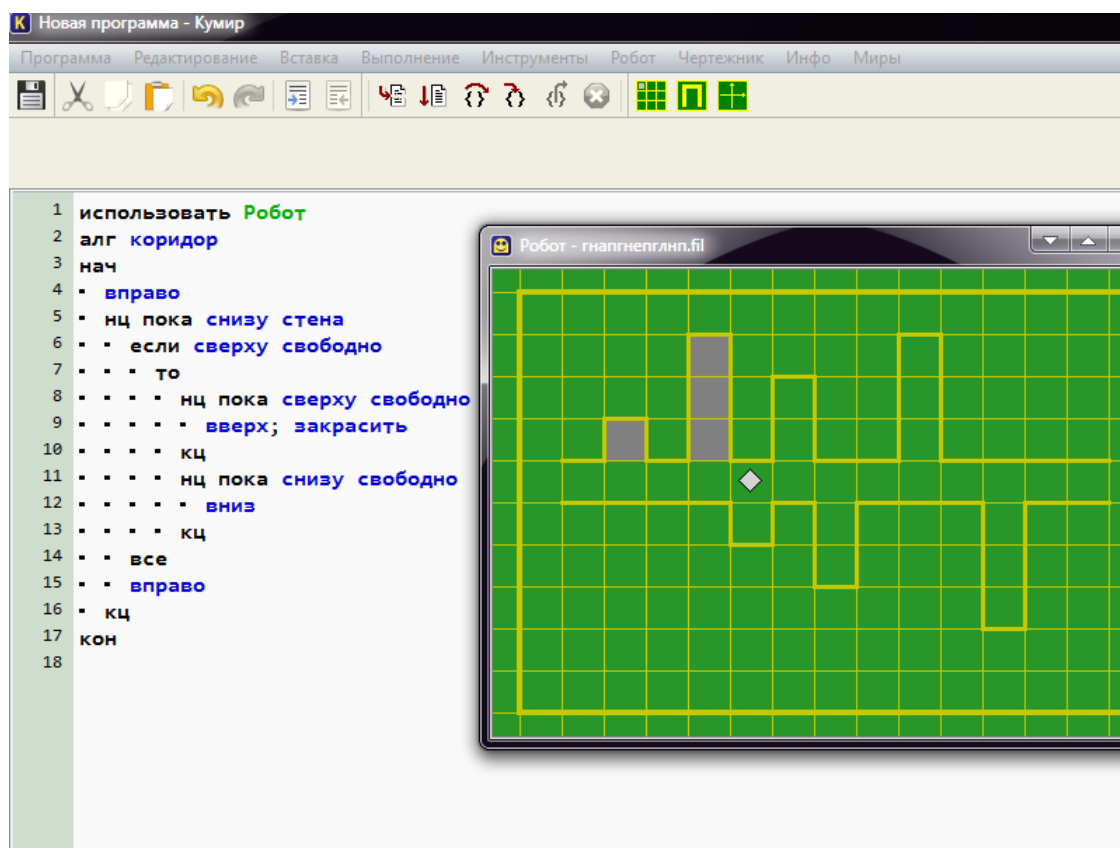 Новая программа - Кумир
Программа Редактирование Вставка Выполнение Инструменты Робот Чертежник Инфо Миры
1 использовать Робот
2 алг коридор
3 нач
4 вправо
5 нц пока снизу стена
6 если сверху свободно
7 то
8 нц пока сверху свободно
9 вверх; закрасить
10 кц
11 нц пока снизу свободно
12 вниз
13 кц
14 все
15 вправо
16 кц
17 кон
18
Робот - гнапгнепглнп.fil